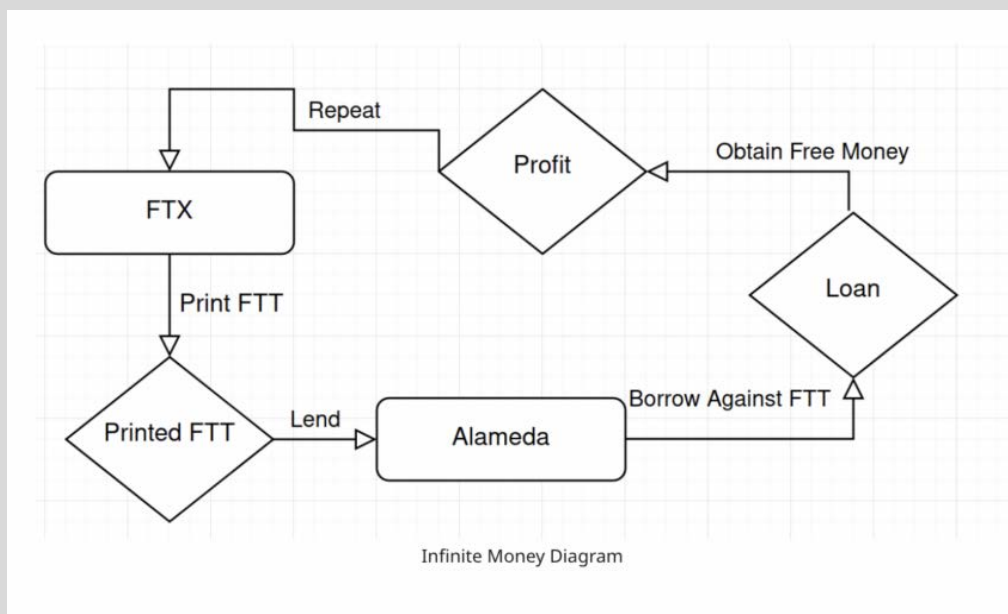 Repeat
Profit
Obtain Free Money
FTX
Loan
Print FTT
Printed FTT
Lend
Alameda
Borrow Against FTT
Infinite Money Diagram